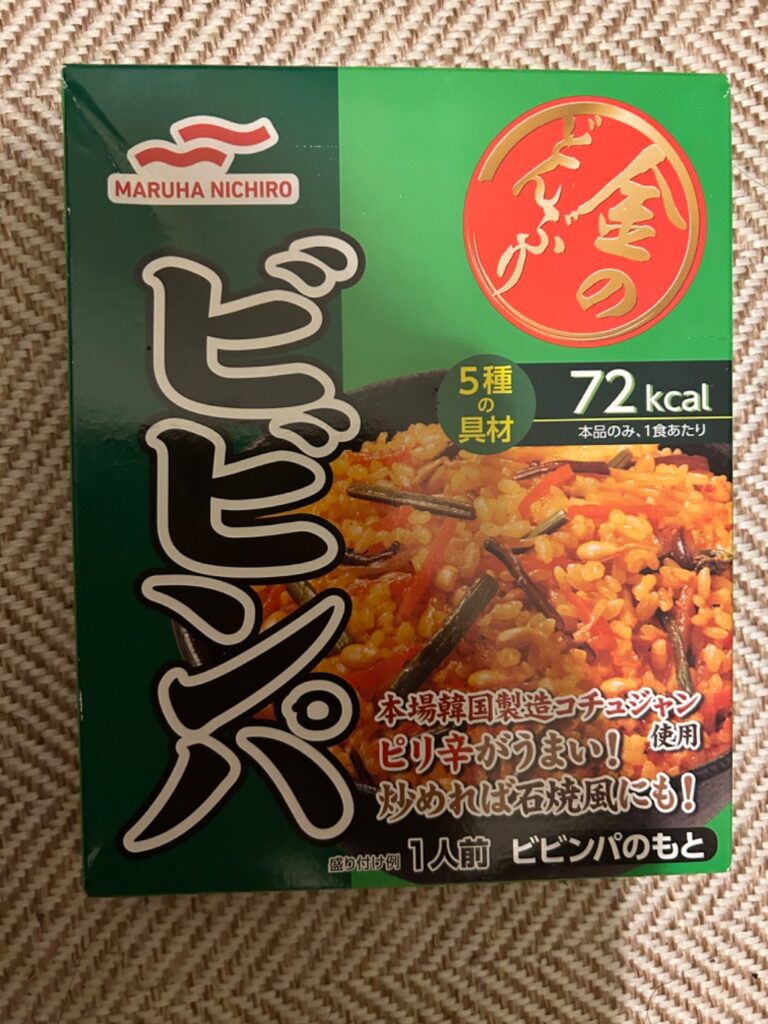 MARUHA NICHIRO
金の
どんぶり
ビビンパ
5種
の
具材
72 kcal
本品のみ、1食あたり
本場韓国製造コチュジャン
使用
ピリ辛がうまい！
炒めれば石焼風にも！
盛り付け例
1人前
ビビンパのもと